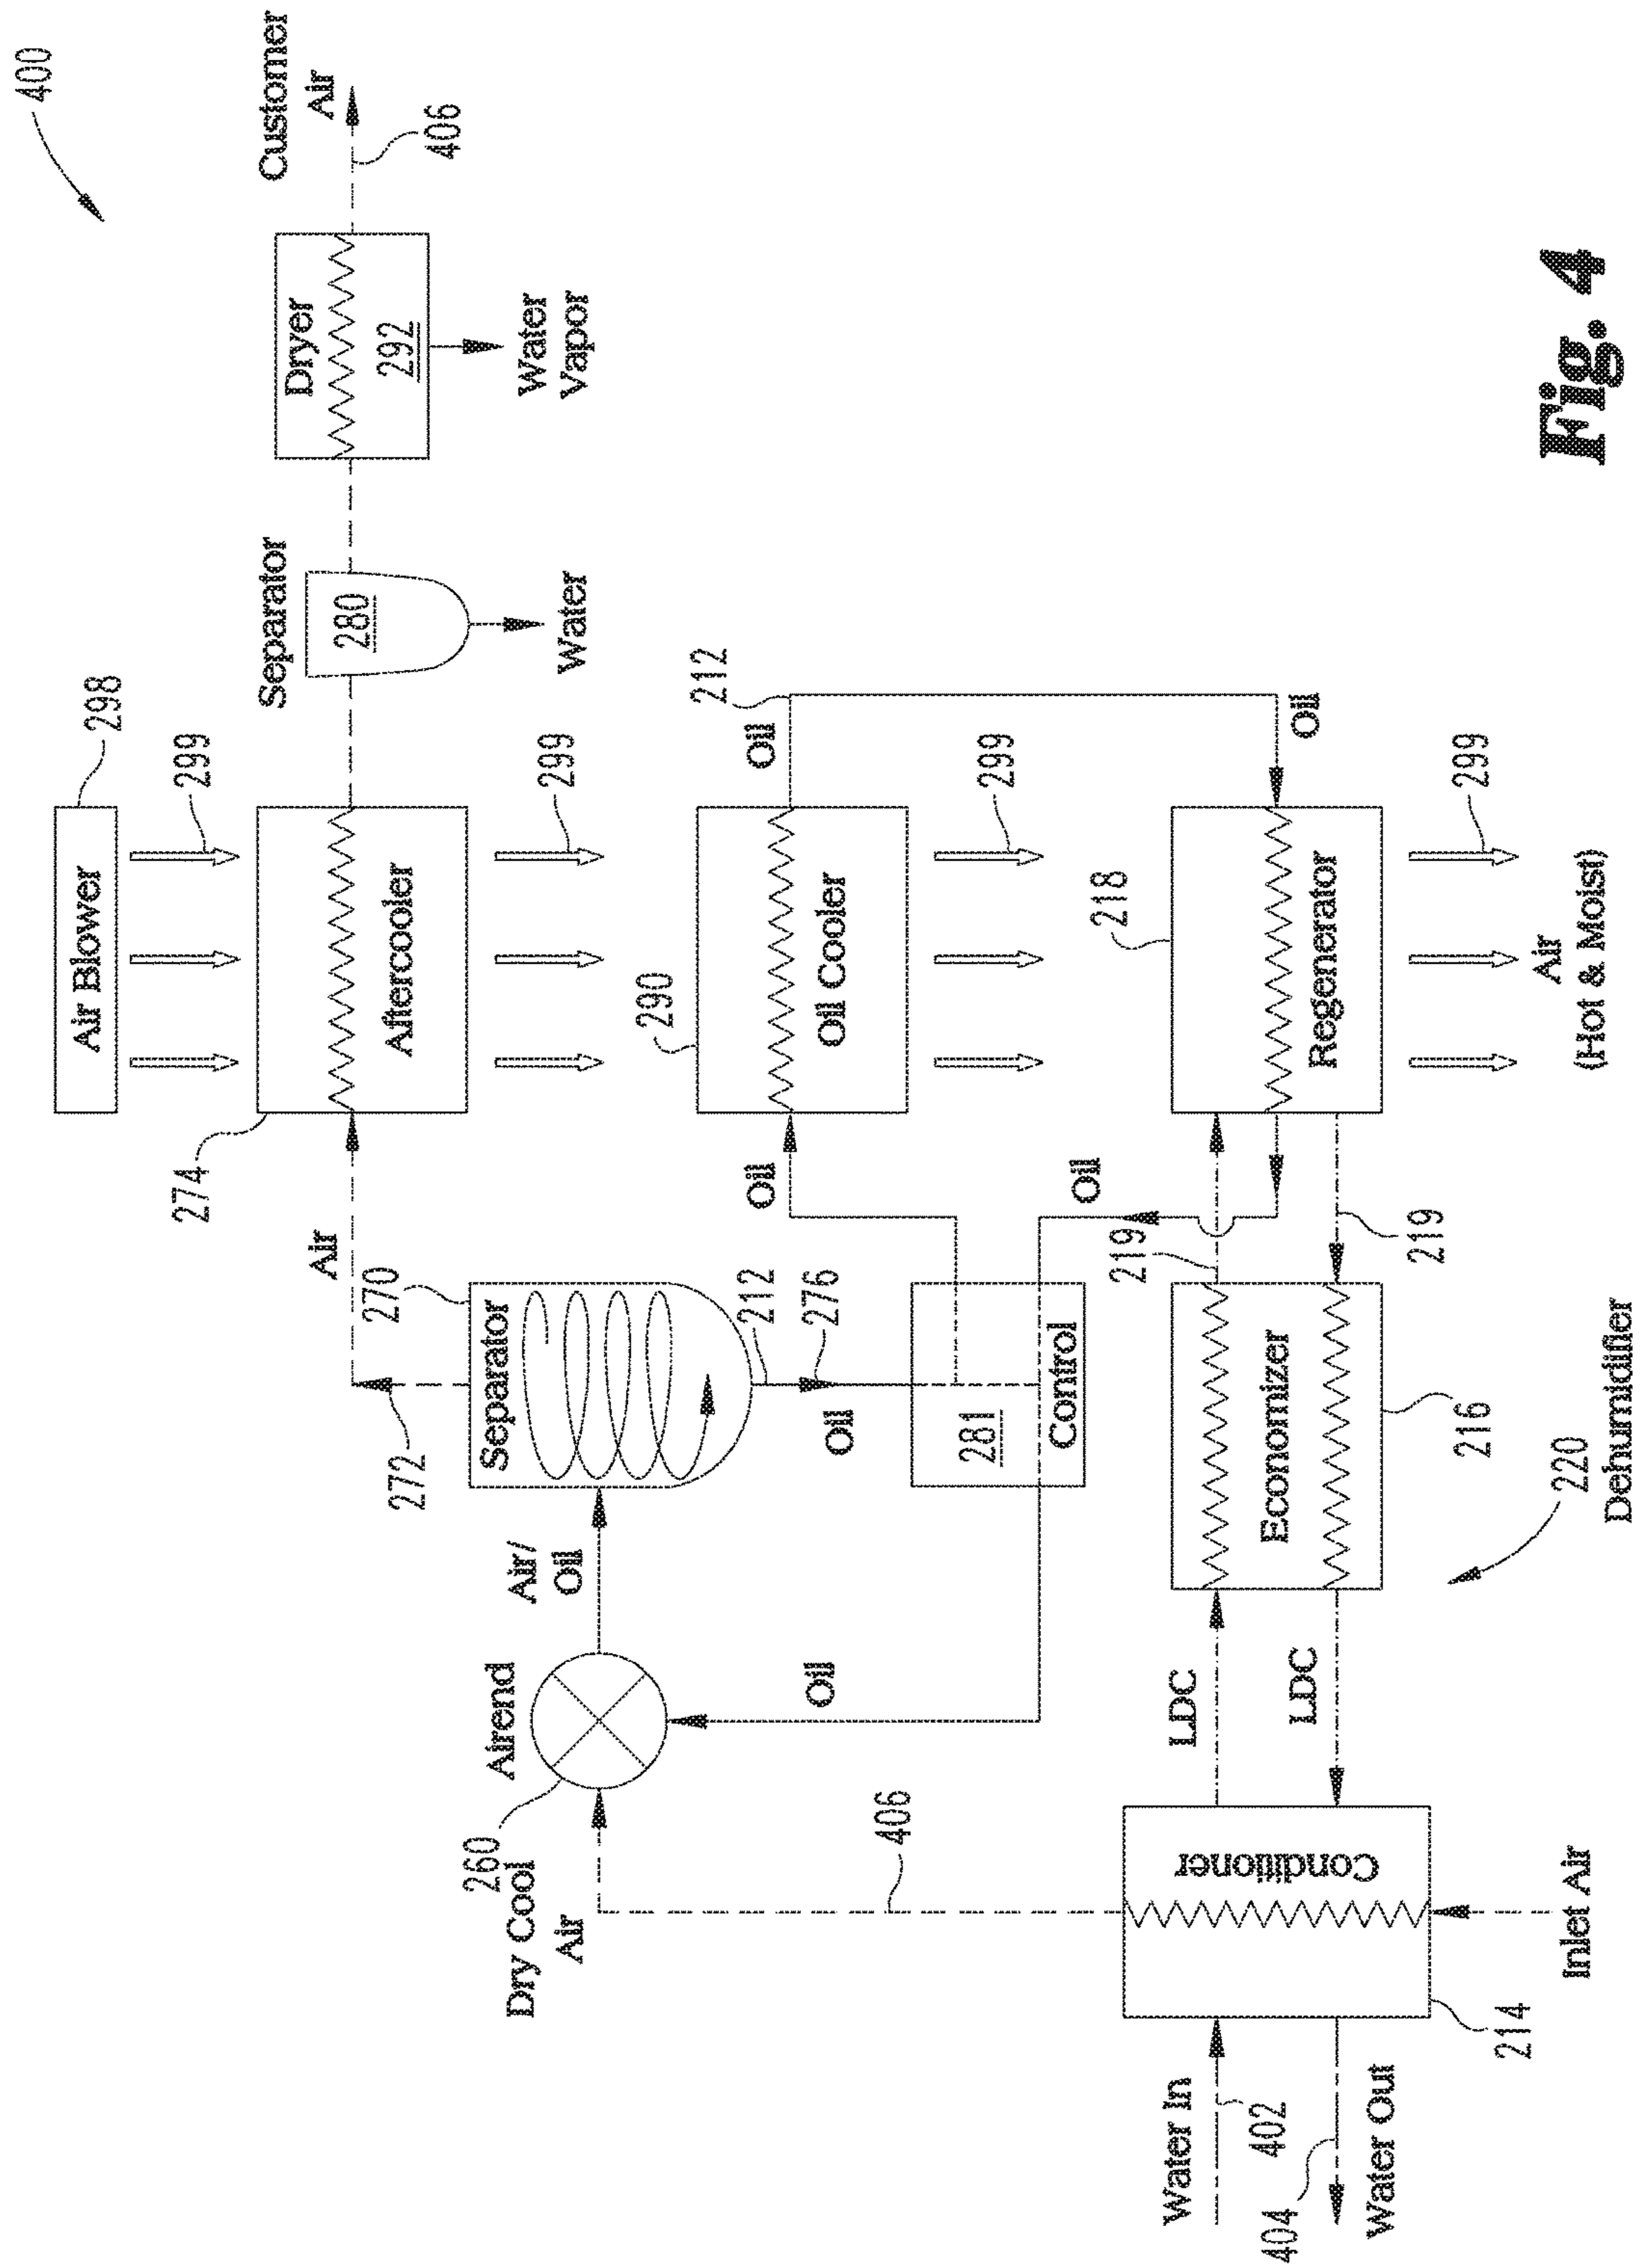 400
Air Blower
298
299
274
Aftercooler
299
Separator
280
Water
Dryer
292
Water
Vapor
Customer
Air
406
Air
272
270
Separator
212
276
Oil
281
Control
Oil
290
Oil Cooler
Oil
212
299
Oil
Oil
218
Regenerator
299
Air
(Hot & Moist)
Airend
260
Air/
Oil
Oil
Dry Cool
Air
406
219
219
Economizer
216
220
Dehumidifier
LDC
LDC
Conditioner
214
Inlet Air
Water In
402
404
Water Out
Fig. 4